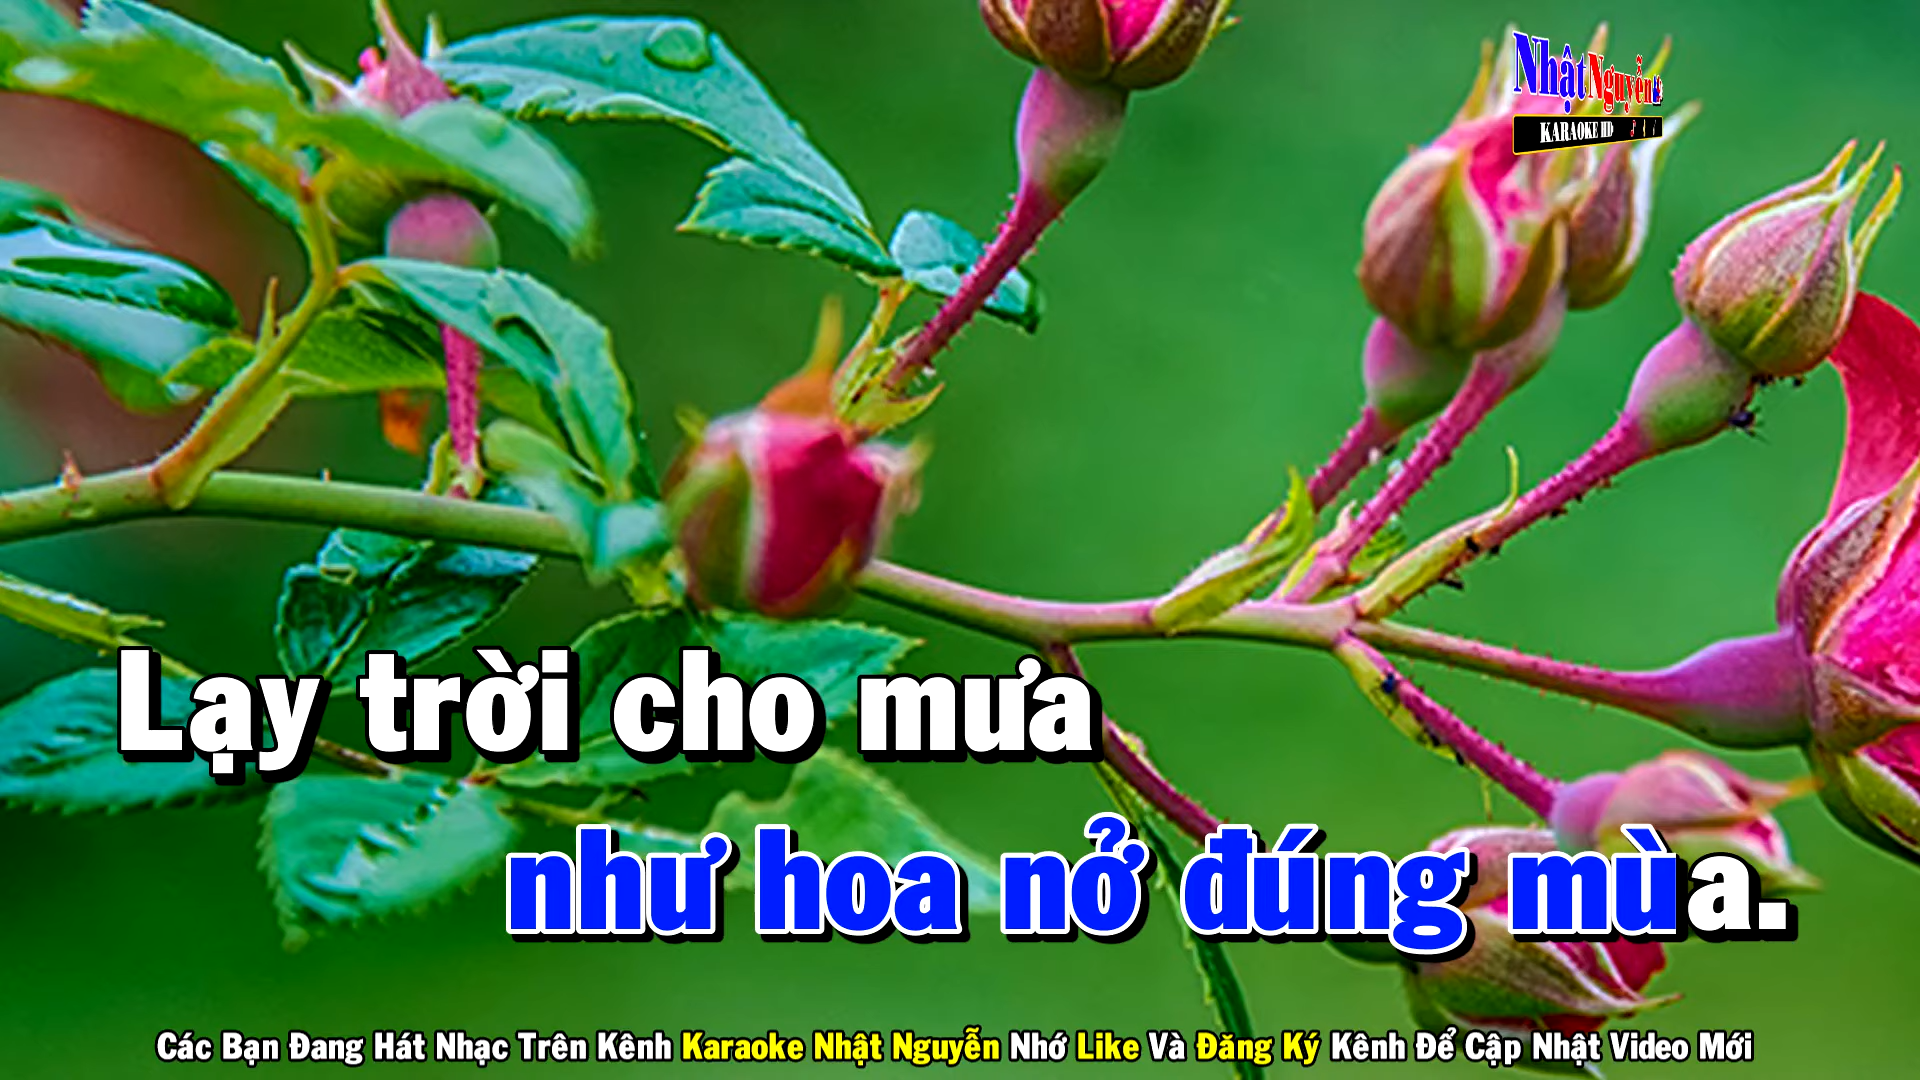 Nhật Nguyễn
KARAOKE HD
Lạy trời cho mưa
như hoa nở đúng mùa.
Các Bạn Đang Hát Nhạc Trên Kênh Karaoke Nhật Nguyễn Nhớ Like Và Đăng Ký Kênh Để Cập Nhật Video Mới